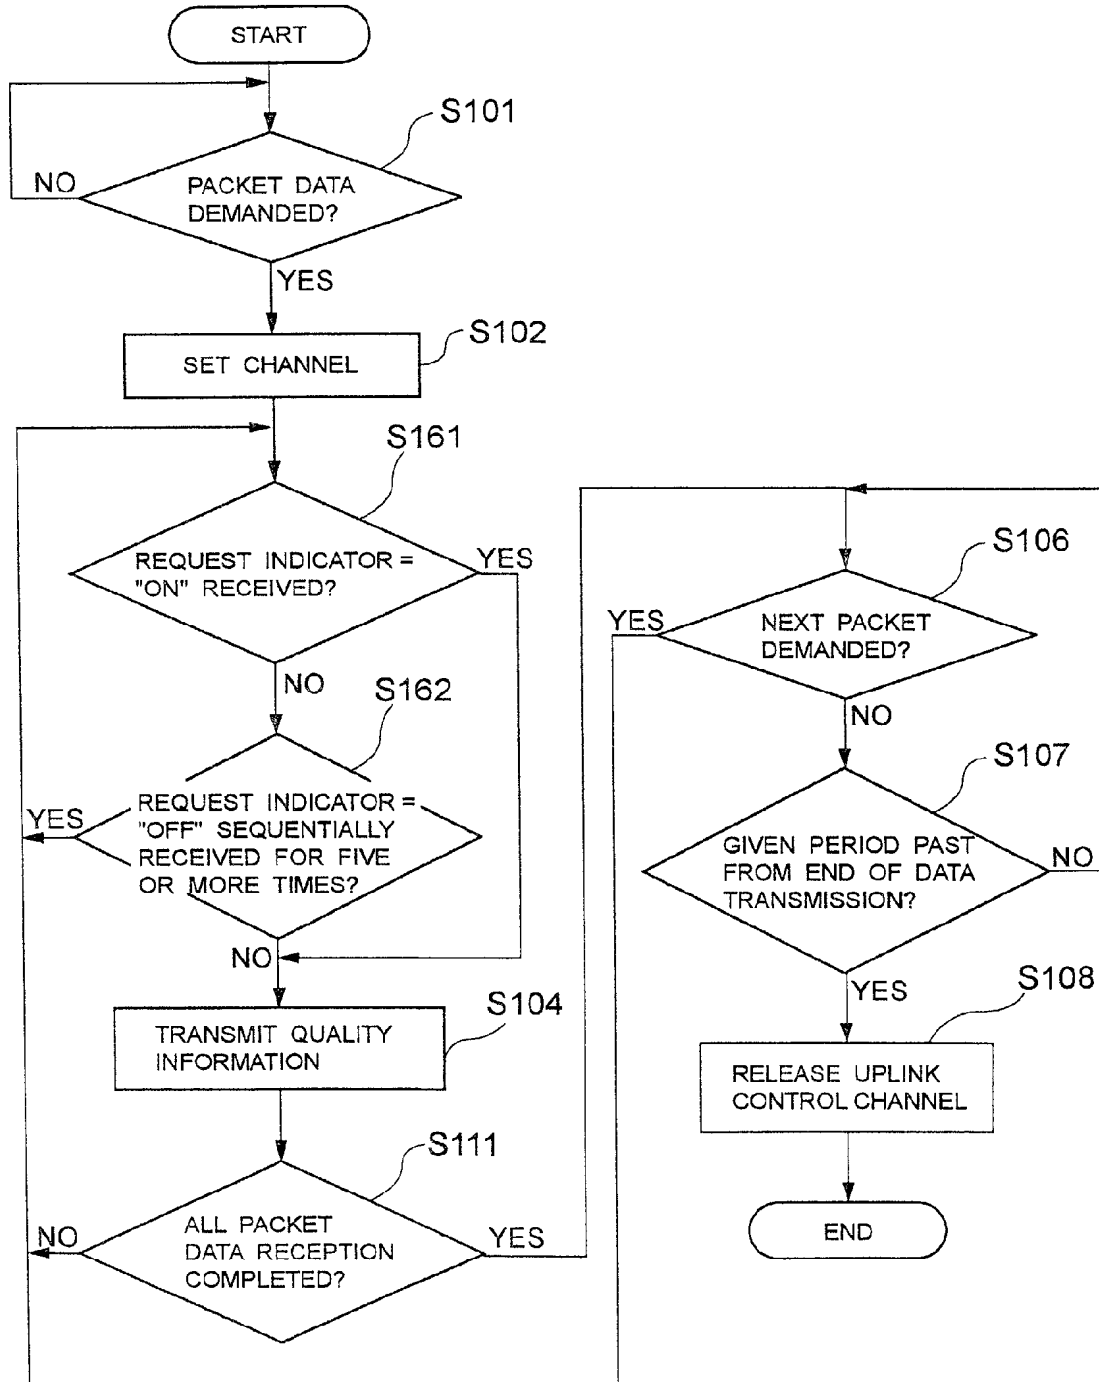 START
S101
NO
PACKET DATA
DEMANDED?
YES
S102
SET CHANNEL
S161
REQUEST INDICATOR =
"ON" RECEIVED?
YES
NO
S162
YES
REQUEST INDICATOR =
"OFF" SEQUENTIALLY
RECEIVED FOR FIVE
OR MORE TIMES?
NO
S104
TRANSMIT QUALITY
INFORMATION
S111
NO
ALL PACKET
DATA RECEPTION
COMPLETED?
YES
S106
YES
NEXT PACKET
DEMANDED?
NO
S107
GIVEN PERIOD PAST
FROM END OF DATA
TRANSMISSION?
NO
YES
S108
RELEASE UPLINK
CONTROL CHANNEL
END